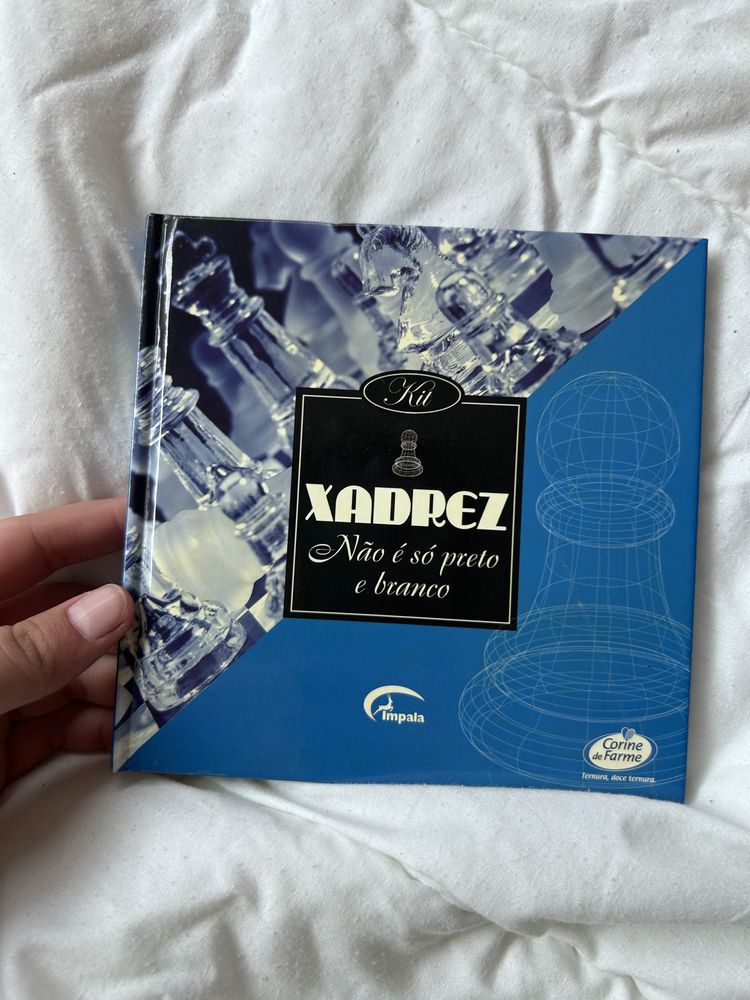 Kit
XADREZ
Não é só preto
e branco
Impala
Corine
de Farme
Ternura, doce ternura.